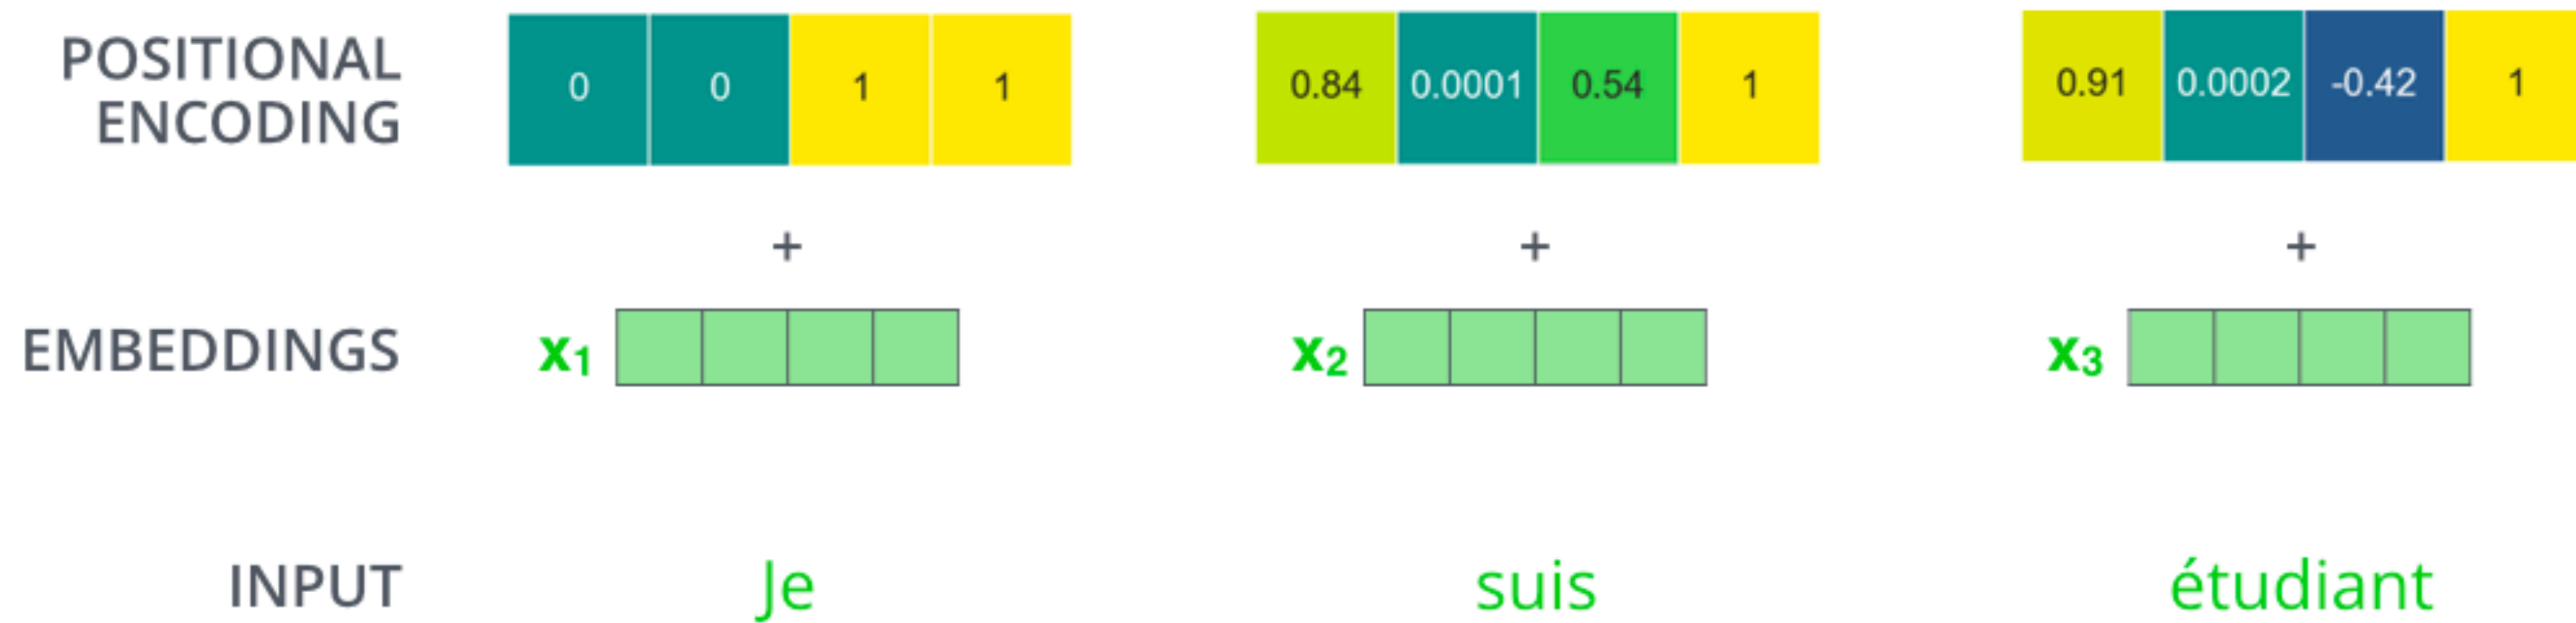 POSITIONAL
ENCODING
0 0 1 1
0.84 0.0001 0.54 1
0.91 0.0002 -0.42 1
+ + +
EMBEDDINGS x1 x2 x3
INPUT Je suis étudiant